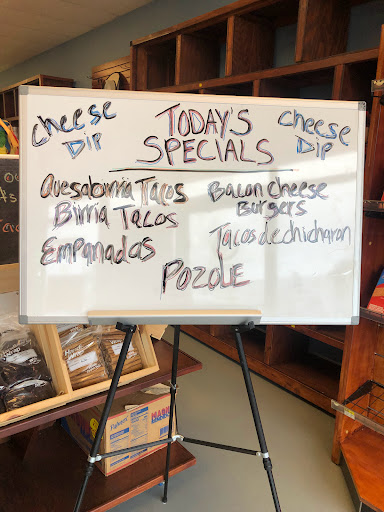 Cheese
Dip
TODAY'S
SPECIALS
Cheese
Dip
Quesabirria Tacos
Birria Tacos
Empanadas
Bacon Cheese
Burgers
Tacos de chicharon
POZOLE